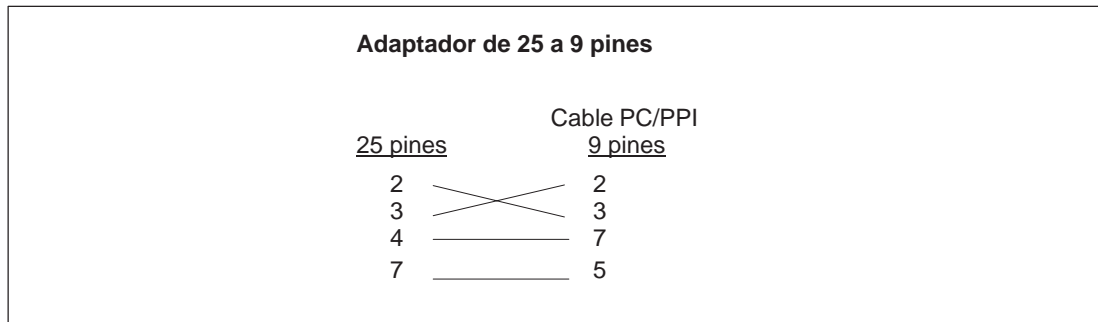 Adaptador de 25 a 9 pines
Cable PC/PPI
25 pines 9 pines
2 2
3 3
4 7
7 5